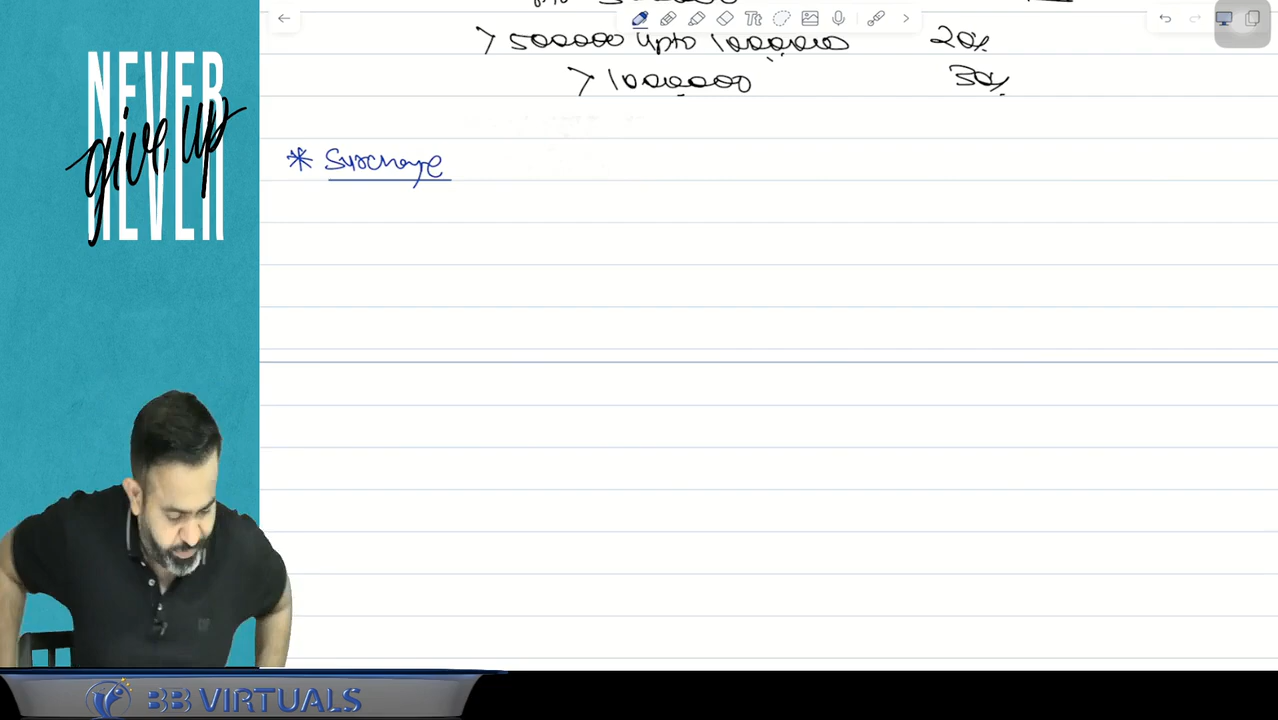 > 500000 upto 1000000 20%
> 1000000 30%
* Surcharge
NEVER
give up
NEVER
BB VIRTUALS